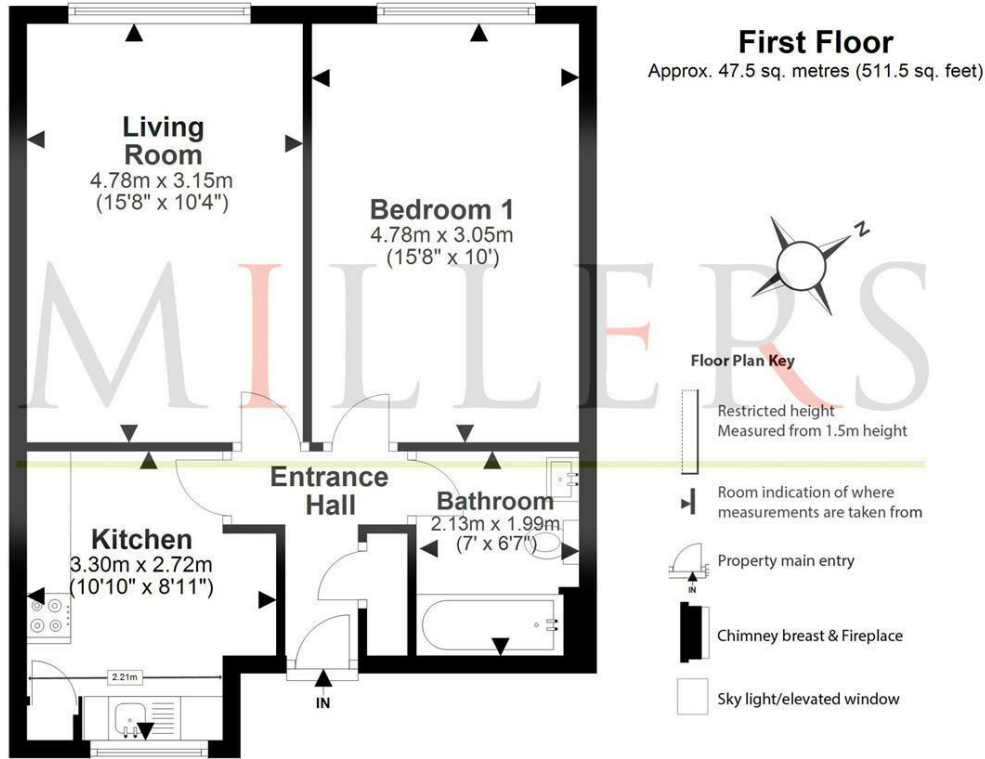 First Floor
Approx. 47.5 sq. metres (511.5 sq. feet)
Living
Room
4.78m x 3.15m
(15'8" x 10'4")
Bedroom 1
4.78m x 3.05m
(15'8" x 10')
N
MILLERS
Floor Plan Key
Restricted height
Measured from 1.5m height
Room indication of where
measurements are taken from
Property main entry
IN
Chimney breast & Fireplace
Sky light/elevated window
Entrance
Hall
Bathroom
2.13m x 1.99m
(7' x 6'7")
Kitchen
3.30m x 2.72m
(10'10" x 8'11")
2.21m
IN